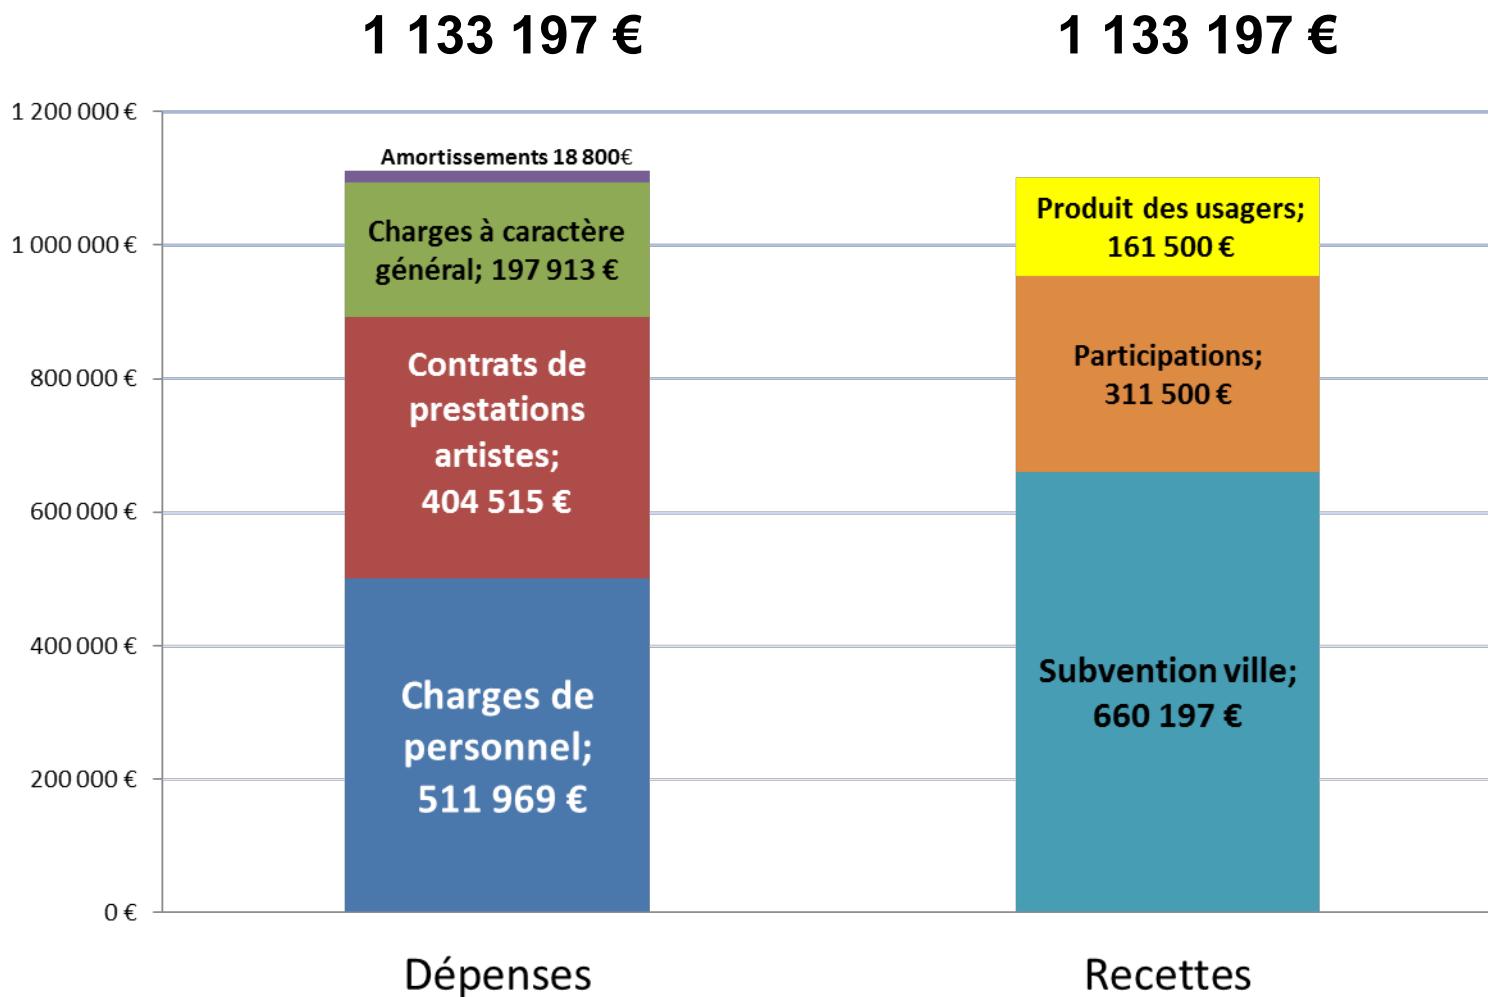 1 133 197 €
1 133 197 €
1 200 000 €
1 000 000 €
800 000 €
600 000 €
400 000 €
200 000 €
0 €
Amortissements 18 800€
Charges à caractère
général; 197 913 €
Contrats de
prestations
artistes;
404 515 €
Charges de
personnel;
511 969 €
Produit des usagers;
161 500 €
Participations;
311 500 €
Subvention ville;
660 197 €
Dépenses
Recettes